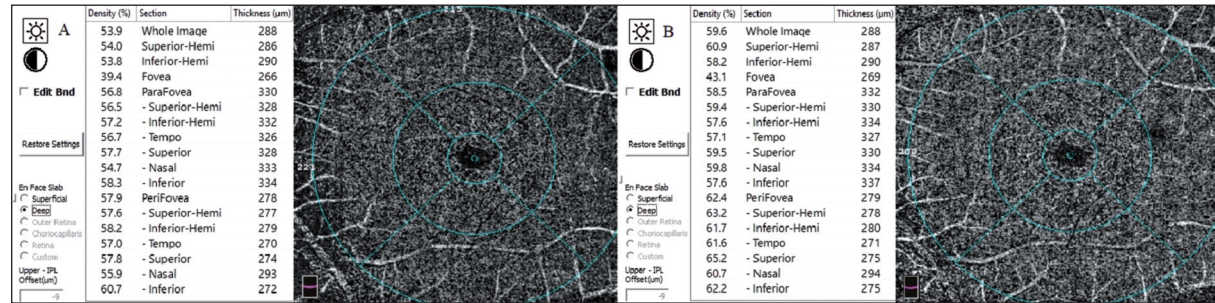 A
Edit Bnd
Restore Settings
En Face Slab
Superficial
Deep
Outer Retina
Choriocapillaris
Retina
Custom
Upper - IPL
Offset(um)
-9
Density (%) Section Thickness (µm)
53.9 Whole Image 288
54.0 Superior-Hemi 286
53.8 Inferior-Hemi 290
39.4 Fovea 266
56.8 ParaFovea 330
56.5 - Superior-Hemi 328
57.2 - Inferior-Hemi 332
56.7 - Tempo 326
57.7 - Superior 328
54.7 - Nasal 333
58.3 - Inferior 334
57.9 PeriFovea 278
57.6 - Superior-Hemi 277
58.2 - Inferior-Hemi 279
57.0 - Tempo 270
57.8 - Superior 274
55.9 - Nasal 293
60.7 - Inferior 272
B
Edit Bnd
Restore Settings
En Face Slab
Superficial
Deep
Outer Retina
Choriocapillaris
Retina
Custom
Upper - IPL
Offset(um)
-9
Density (%) Section Thickness (µm)
59.6 Whole Image 288
60.9 Superior-Hemi 287
58.2 Inferior-Hemi 290
43.1 Fovea 269
58.5 ParaFovea 332
59.4 - Superior-Hemi 330
57.6 - Inferior-Hemi 334
57.1 - Tempo 327
59.5 - Superior 330
59.8 - Nasal 334
57.6 - Inferior 337
62.4 PeriFovea 279
63.2 - Superior-Hemi 278
61.7 - Inferior-Hemi 280
61.6 - Tempo 271
65.2 - Superior 275
60.7 - Nasal 294
62.2 - Inferior 275